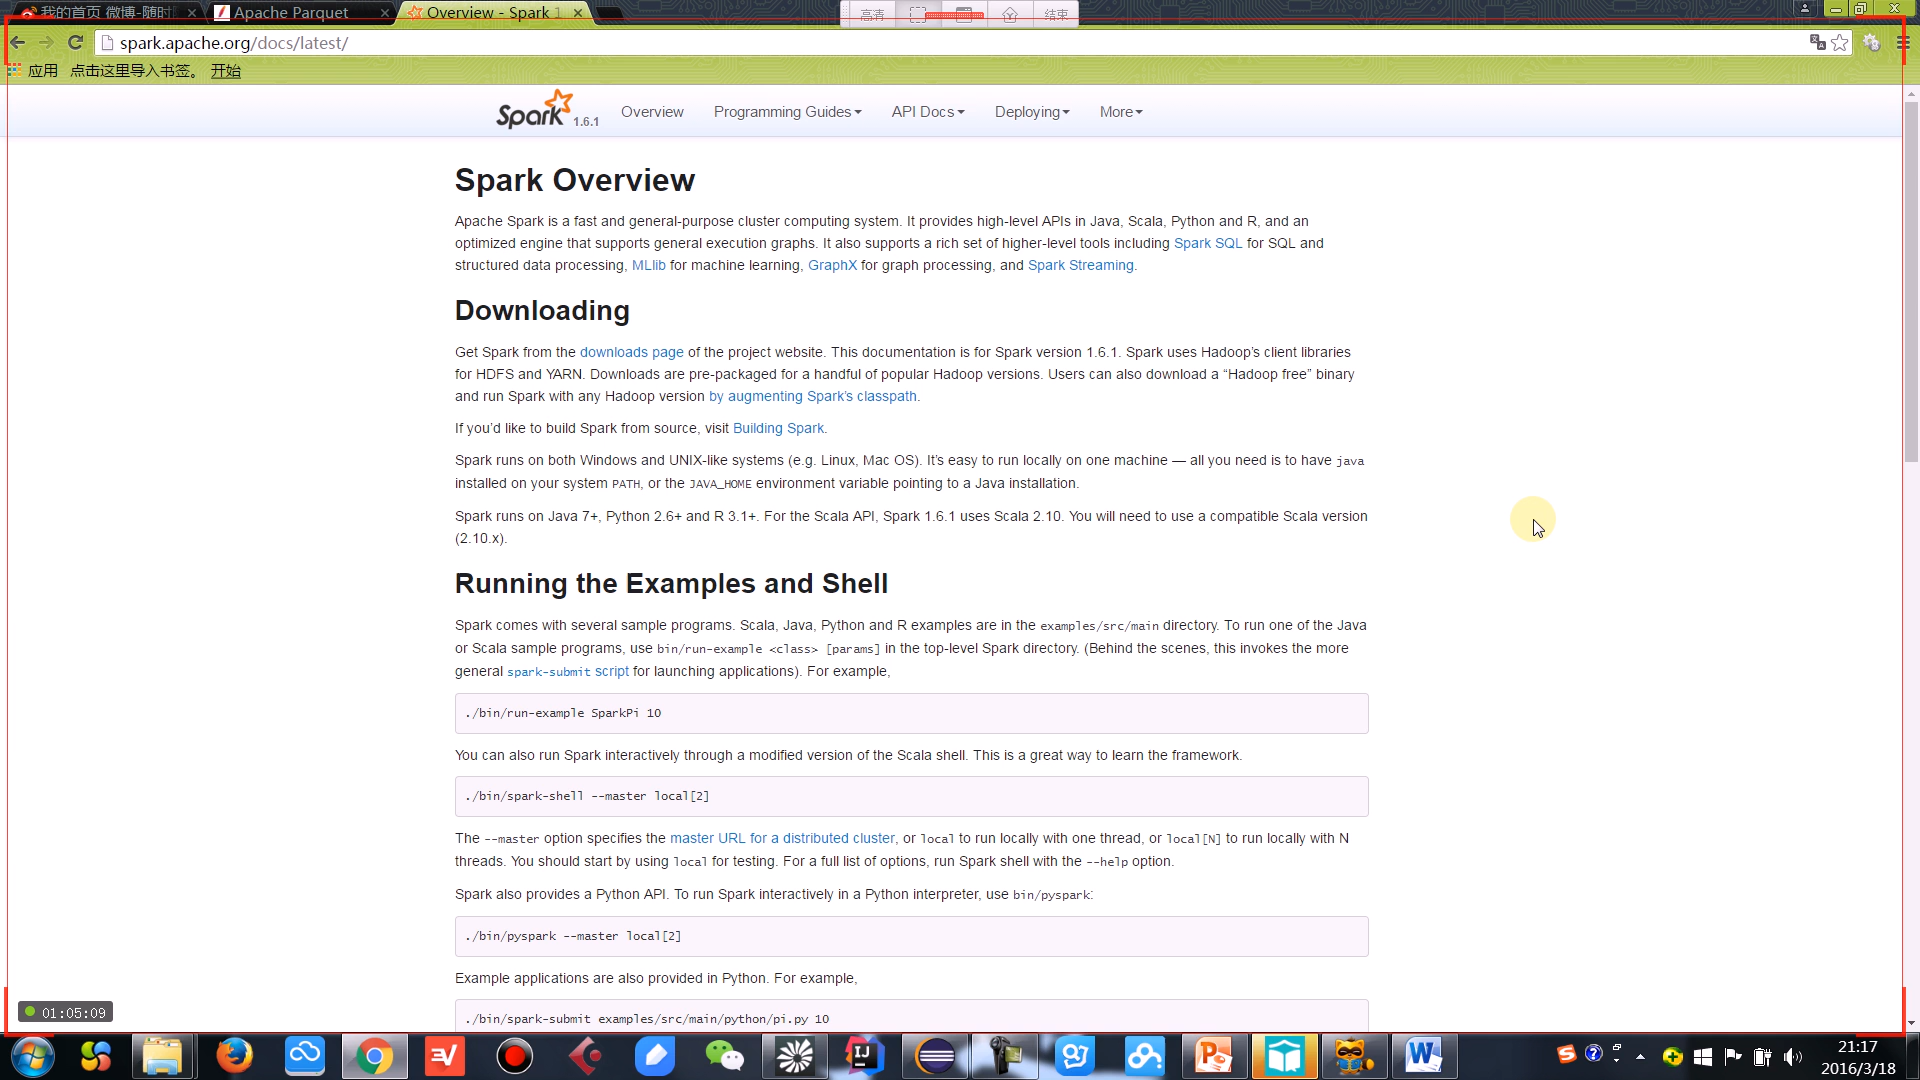 我的首页 微博-随时
Apache Parquet
Overview - Spark 1
高清
结束
spark.apache.org/docs/latest/
应用 点击这里导入书签。 开始
Spark 1.6.1 Overview Programming Guides API Docs Deploying More
Spark Overview
Apache Spark is a fast and general-purpose cluster computing system. It provides high-level APIs in Java, Scala, Python and R, and an
optimized engine that supports general execution graphs. It also supports a rich set of higher-level tools including Spark SQL for SQL and
structured data processing, MLlib for machine learning, GraphX for graph processing, and Spark Streaming.
Downloading
Get Spark from the downloads page of the project website. This documentation is for Spark version 1.6.1. Spark uses Hadoop’s client libraries
for HDFS and YARN. Downloads are pre-packaged for a handful of popular Hadoop versions. Users can also download a “Hadoop free” binary
and run Spark with any Hadoop version by augmenting Spark’s classpath.
If you’d like to build Spark from source, visit Building Spark.
Spark runs on both Windows and UNIX-like systems (e.g. Linux, Mac OS). It’s easy to run locally on one machine — all you need is to have java
installed on your system PATH, or the JAVA_HOME environment variable pointing to a Java installation.
Spark runs on Java 7+, Python 2.6+ and R 3.1+. For the Scala API, Spark 1.6.1 uses Scala 2.10. You will need to use a compatible Scala version
(2.10.x).
Running the Examples and Shell
Spark comes with several sample programs. Scala, Java, Python and R examples are in the examples/src/main directory. To run one of the Java
or Scala sample programs, use bin/run-example <class> [params] in the top-level Spark directory. (Behind the scenes, this invokes the more
general spark-submit script for launching applications). For example,
./bin/run-example SparkPi 10
You can also run Spark interactively through a modified version of the Scala shell. This is a great way to learn the framework.
./bin/spark-shell --master local[2]
The --master option specifies the master URL for a distributed cluster, or local to run locally with one thread, or local[N] to run locally with N
threads. You should start by using local for testing. For a full list of options, run Spark shell with the --help option.
Spark also provides a Python API. To run Spark interactively in a Python interpreter, use bin/pyspark:
./bin/pyspark --master local[2]
Example applications are also provided in Python. For example,
./bin/spark-submit examples/src/main/python/pi.py 10
01:05:09
21:17
2016/3/18